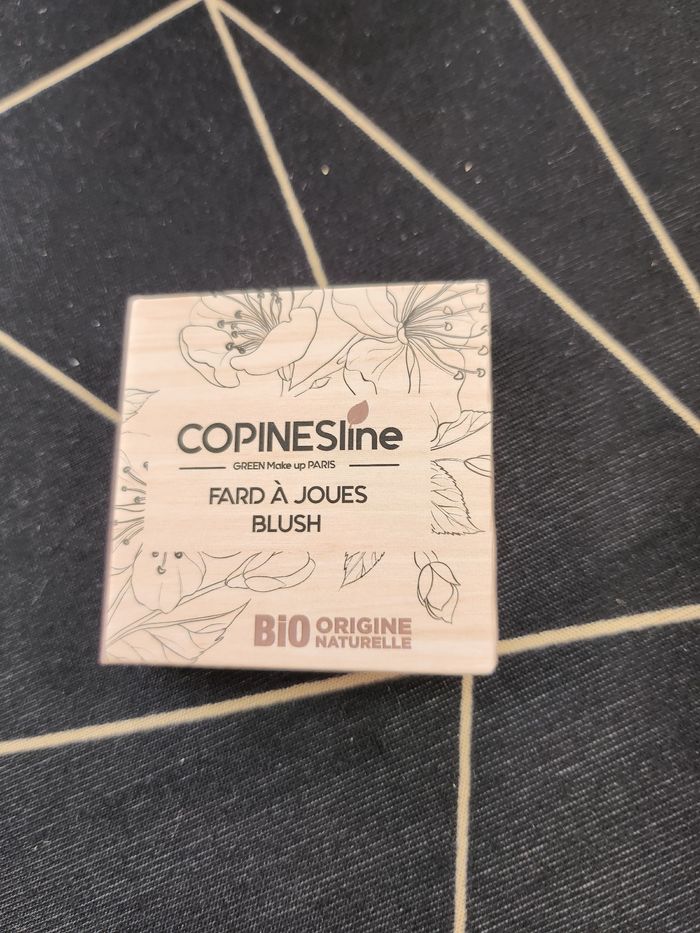 COPINESline
GREEN Make up PARIS
FARD À JOUES
BLUSH
BiO ORIGINE
NATURELLE